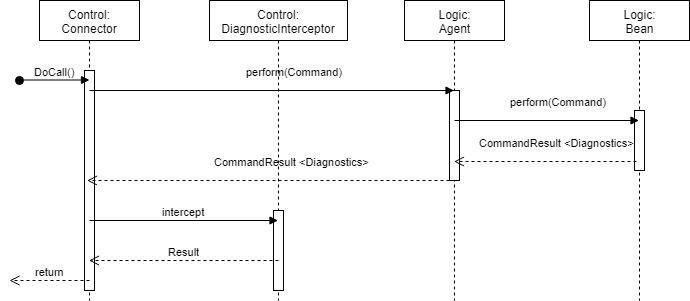 Control:
Connector
Control:
DiagnosticInterceptor
Logic:
Agent
Logic:
Bean
DoCall()
perform(Command)
perform(Command)
CommandResult <Diagnostics>
CommandResult <Diagnostics>
intercept
Result
return